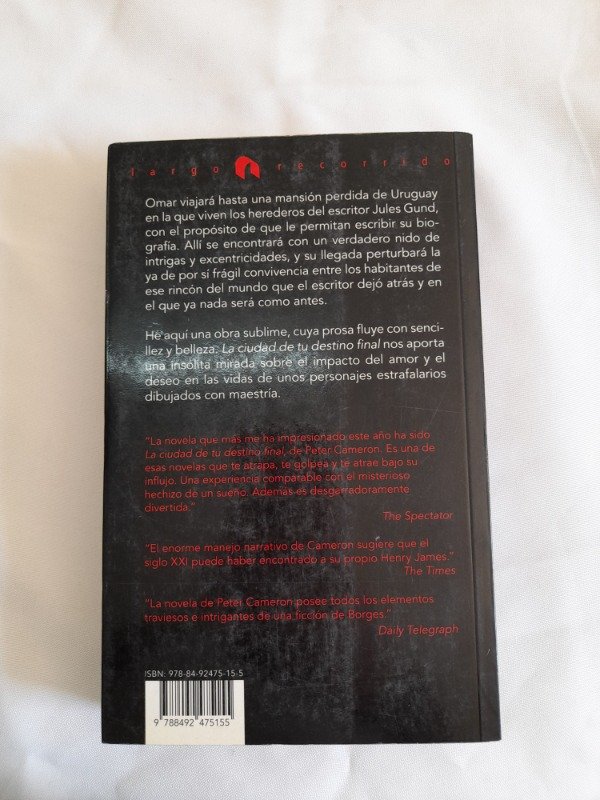 largo recorrido
Omar viajará hasta una mansión perdida de Uruguay
en la que viven los herederos del escritor Jules Gund,
con el propósito de que le permitan escribir su bio-
grafía. Allí se encontrará con un verdadero nido de
intrigas y excentricidades, y su llegada perturbará la
ya de por sí frágil convivencia entre los habitantes de
ese rincón del mundo que el escritor dejó atrás y en
el que ya nada será como antes.
He aquí una obra sublime, cuya prosa fluye con senci-
llez y belleza. La ciudad de tu destino final nos aporta
una insólita mirada sobre el impacto del amor y el
deseo en las vidas de unos personajes estrafalarios
dibujados con maestría.
“La novela que más me ha impresionado este año ha sido
La ciudad de tu destino final, de Peter Cameron. Es una de
esas novelas que te atrapa, te golpea y te atrae bajo su
influjo. Una experiencia comparable con el misterioso
hechizo de un sueño. Además es desgarradoramente
divertida.”
The Spectator
“El enorme manejo narrativo de Cameron sugiere que el
siglo XXI puede haber encontrado a su propio Henry James.”
The Times
“La novela de Peter Cameron posee todos los elementos
traviesos e intrigantes de una ficción de Borges.”
Daily Telegraph
ISBN: 978-84-92475-15-5
9 788492 475155